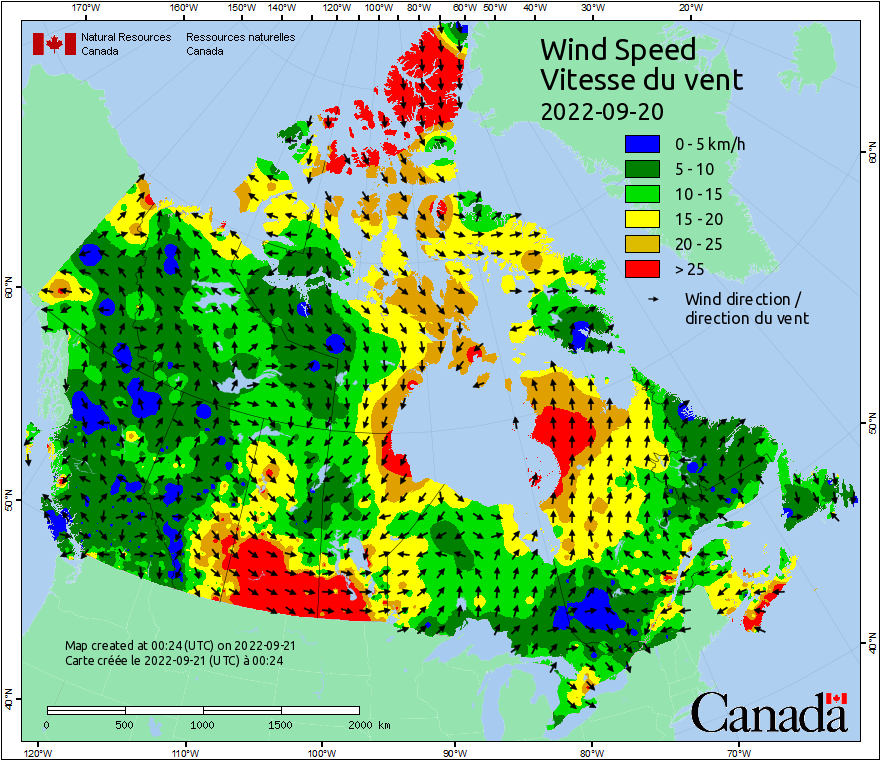 170°W 160°W 150°W 140°W 130°W 120°W 110°W 100°W 80°W 60°W 50°W 40°W 30°W 20°W
Natural Resources Canada
Ressources naturelles Canada
Wind Speed
Vitesse du vent
2022-09-20
0 - 5 km/h
5 - 10
10 - 15
15 - 20
20 - 25
> 25
Wind direction /
direction du vent
60°N
50°N
40°N
60°N
50°N
40°N
Map created at 00:24 (UTC) on 2022-09-21
Carte créée le 2022-09-21 (UTC) à 00:24
0 500 1000 1500 2000 km
Canada
120°W 110°W 100°W 90°W 80°W 70°W